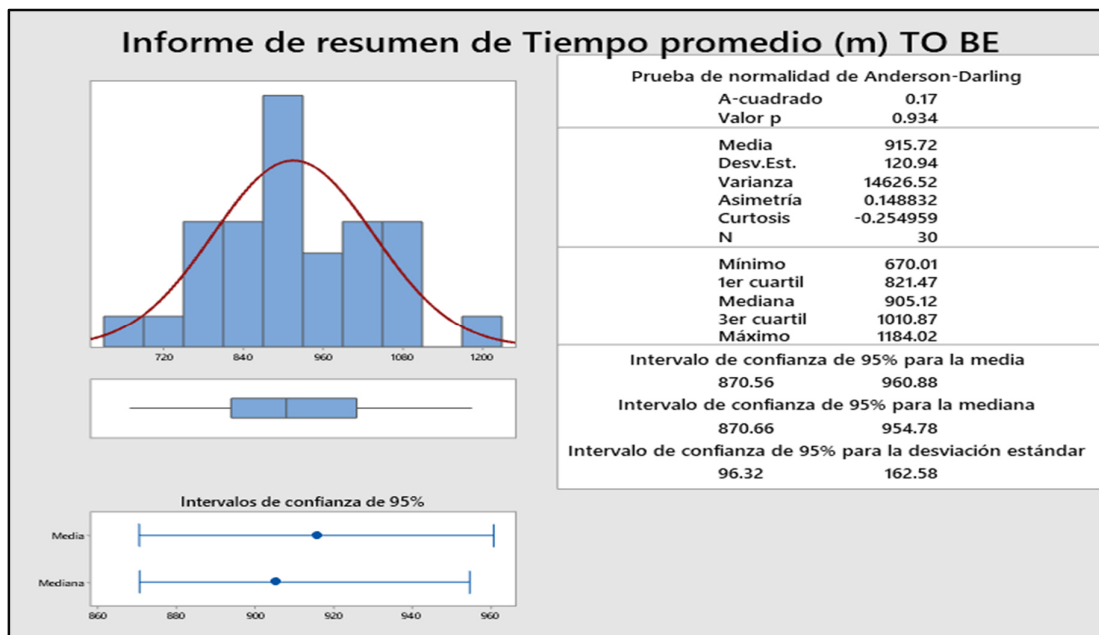 Informe de resumen de Tiempo promedio (m) TO BE
720 840 960 1080 1200
Intervalos de confianza de 95%
Media
Mediana
860 880 900 920 940 960
Prueba de normalidad de Anderson-Darling
A-cuadrado 0.17
Valor p 0.934
Media 915.72
Desv.Est. 120.94
Varianza 14626.52
Asimetría 0.148832
Curtosis -0.254959
N 30
Mínimo 670.01
1er cuartil 821.47
Mediana 905.12
3er cuartil 1010.87
Máximo 1184.02
Intervalo de confianza de 95% para la media
870.56 960.88
Intervalo de confianza de 95% para la mediana
870.66 954.78
Intervalo de confianza de 95% para la desviación estándar
96.32 162.58